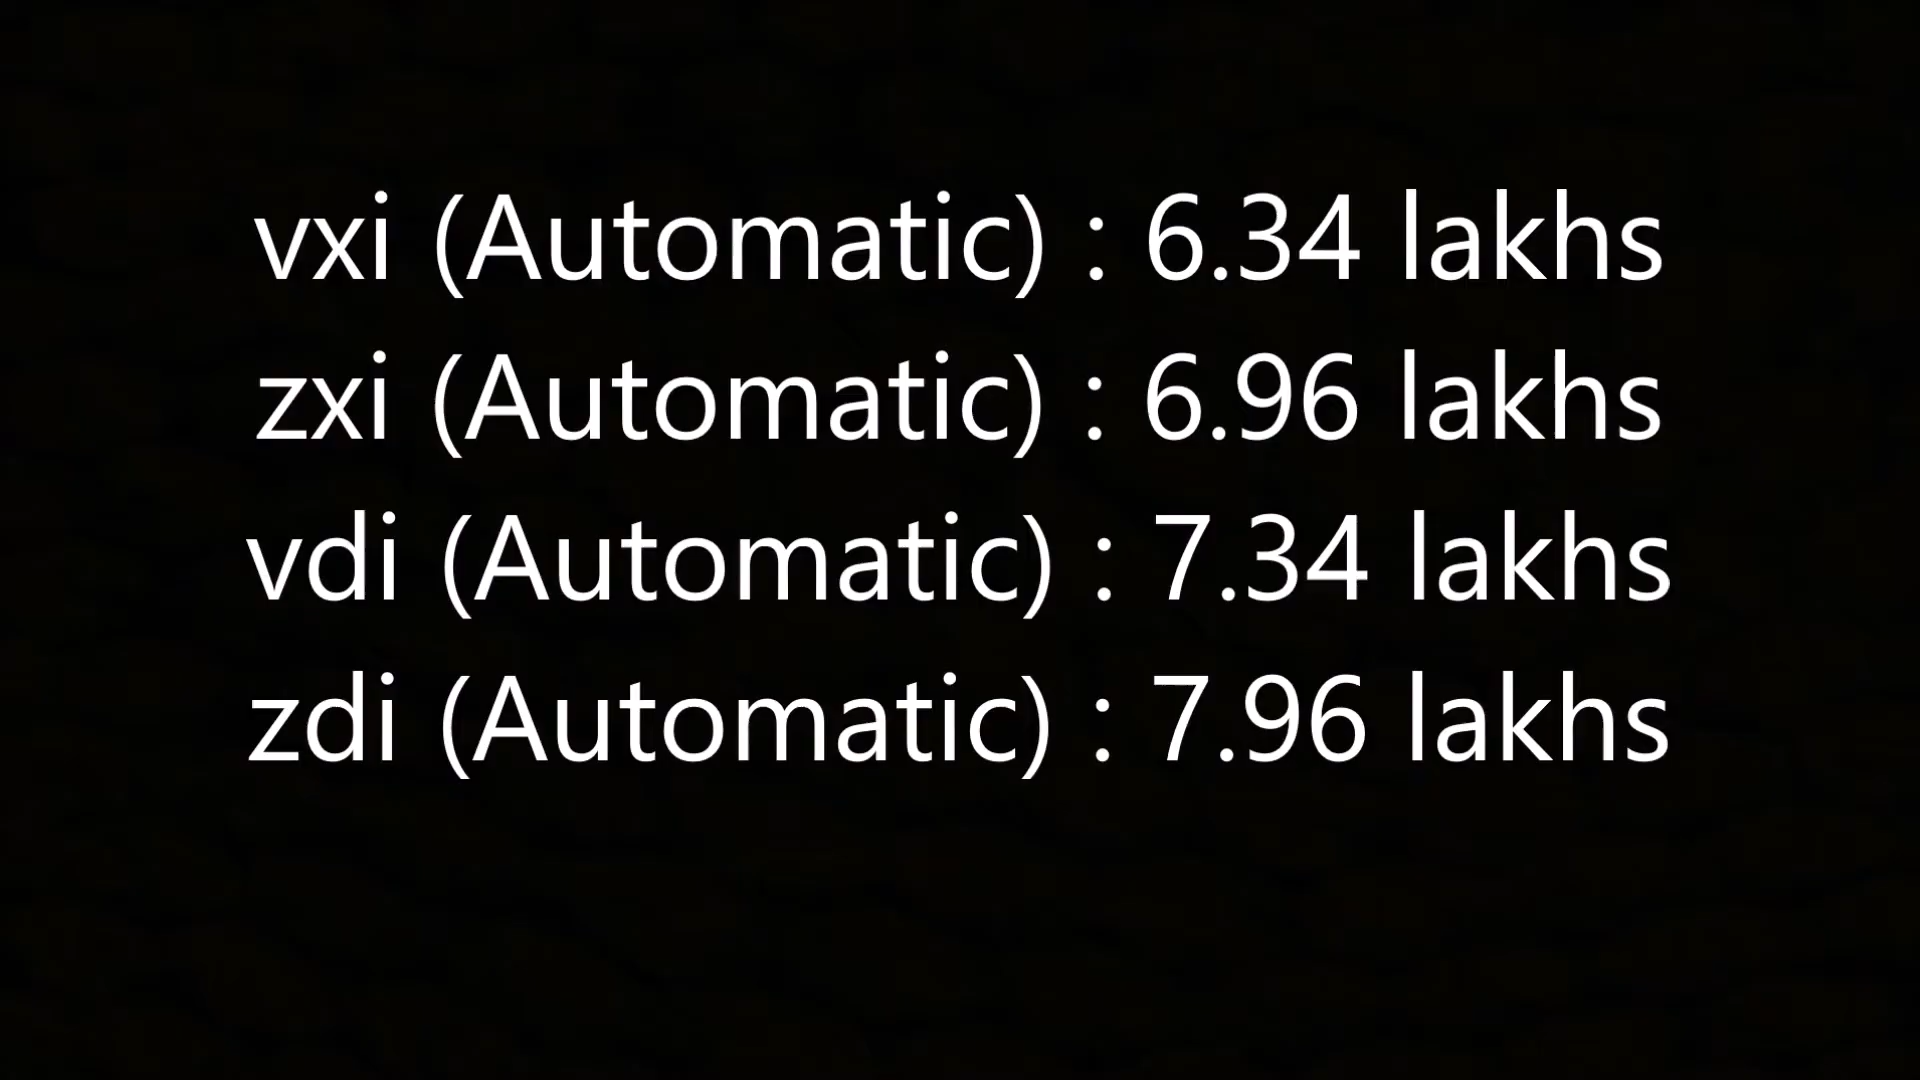 vxi (Automatic) : 6.34 lakhs
zxi (Automatic) : 6.96 lakhs
vdi (Automatic) : 7.34 lakhs
zdi (Automatic) : 7.96 lakhs